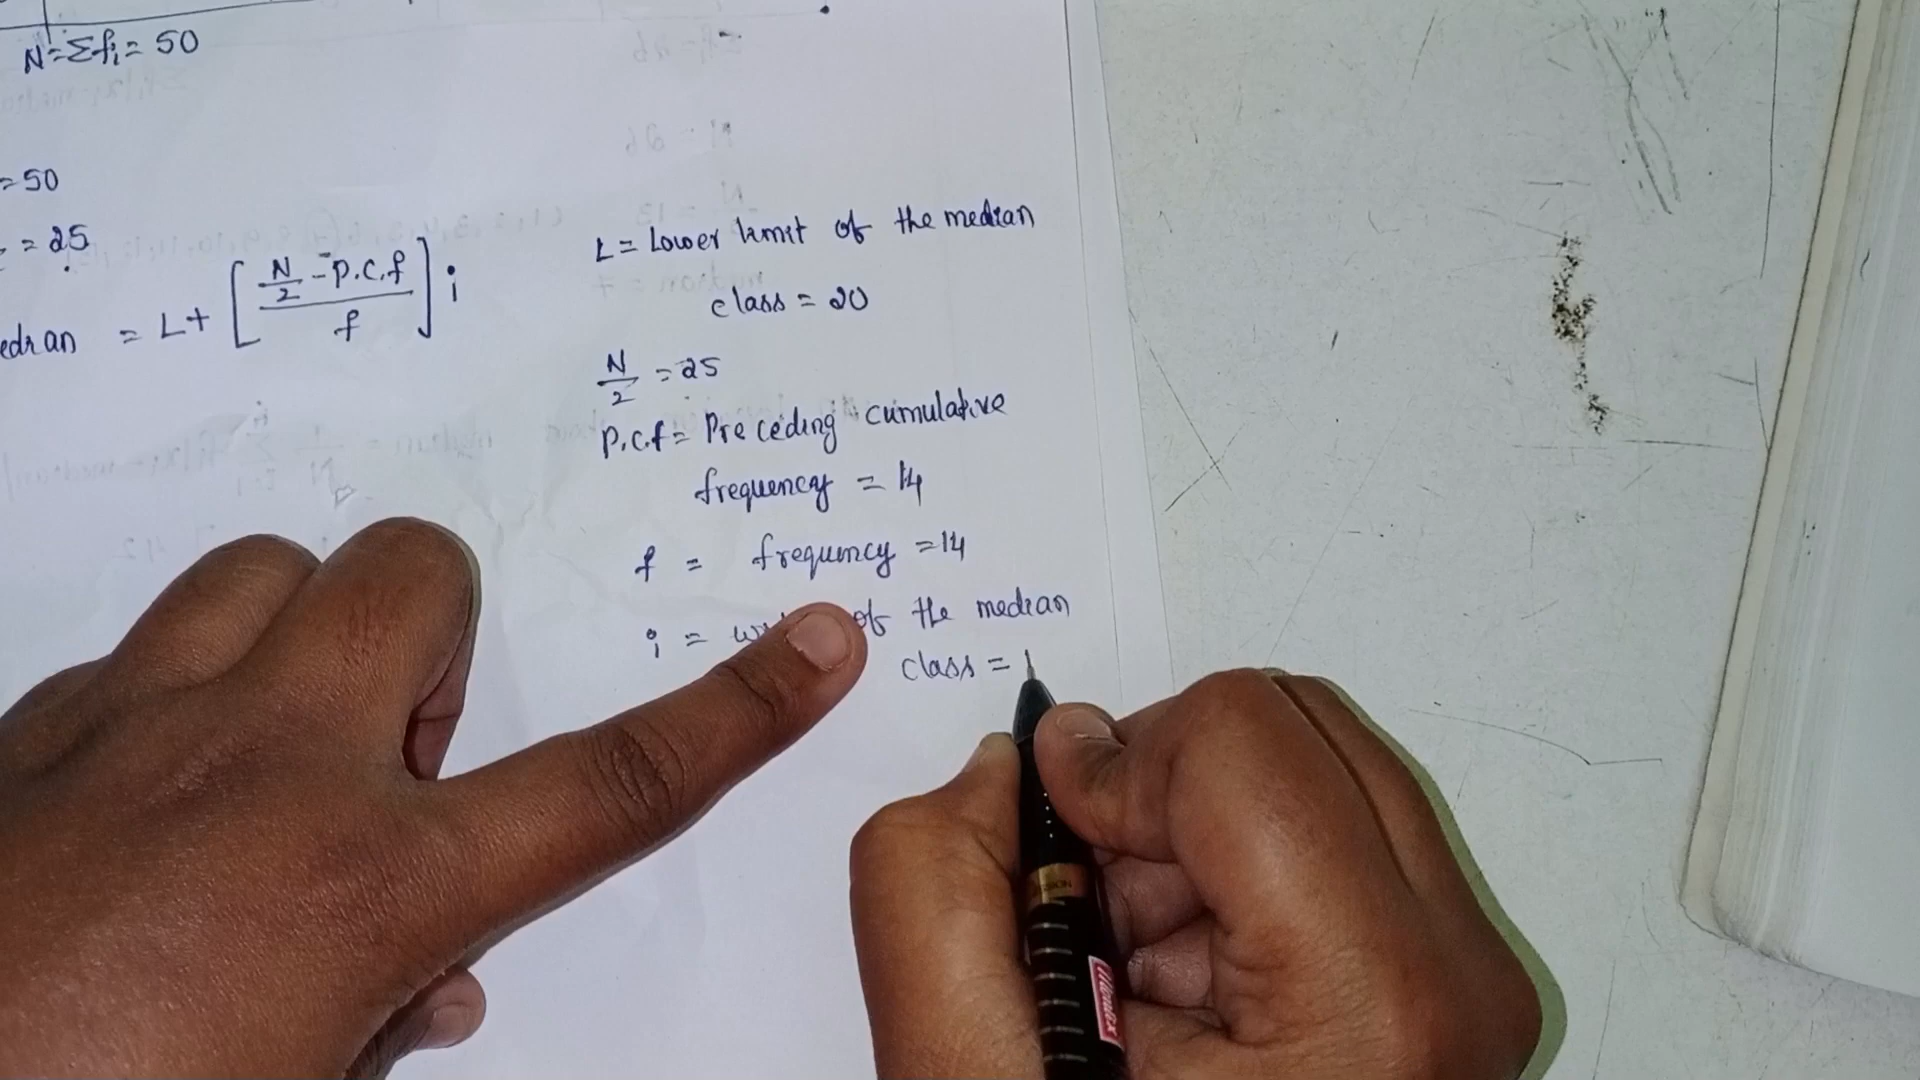 N=Σfi= 50
=50
= 25
edian = L+ [N/2 - p.c.f / f] i
L= Lower limit of the median
class = 20
N/2 = 25
p.c.f= Preceding cumulative
frequency = 14
f = frequency =14
i = of the median
class = 1
Unomax